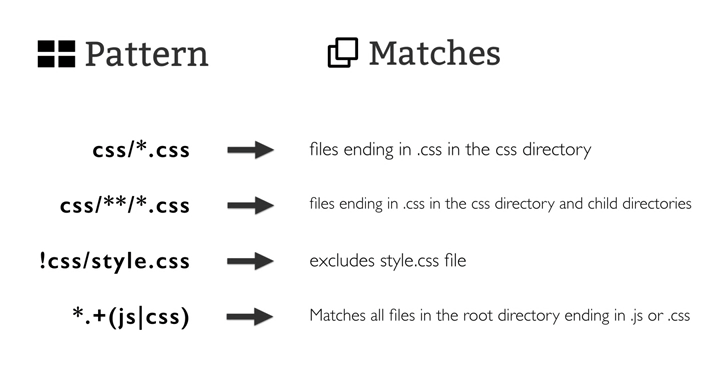 Pattern Matches
css/*.css files ending in .css in the css directory
css/**/*.css files ending in .css in the css directory and child directories
!css/style.css excludes style.css file
*.+(js|css) Matches all files in the root directory ending in .js or .css